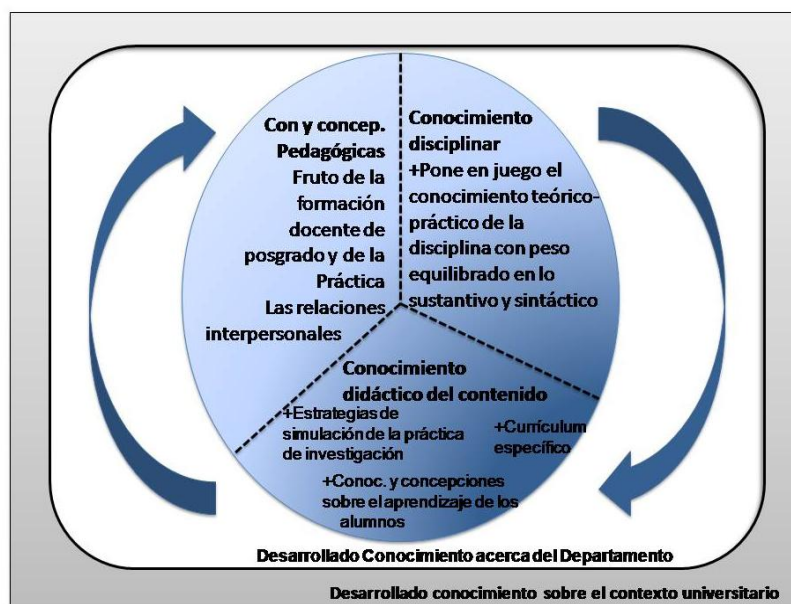 Con y concep.
Pedagógicas
Fruto de la
formación
docente de
posgrado y de la
Práctica
Las relaciones
interpersonales
Conocimiento
disciplinar
+Pone en juego el
conocimiento teórico-
práctico de la
disciplina con peso
equilibrado en lo
sustantivo y sintáctico
Conocimiento
didáctico del contenido
+Estrategias de
simulación de la práctica
de investigación
+Currículum
específico
+Conoc. y concepciones
sobre el aprendizaje de los
alumnos
Desarrollado Conocimiento acerca del Departamento
Desarrollado conocimiento sobre el contexto universitario